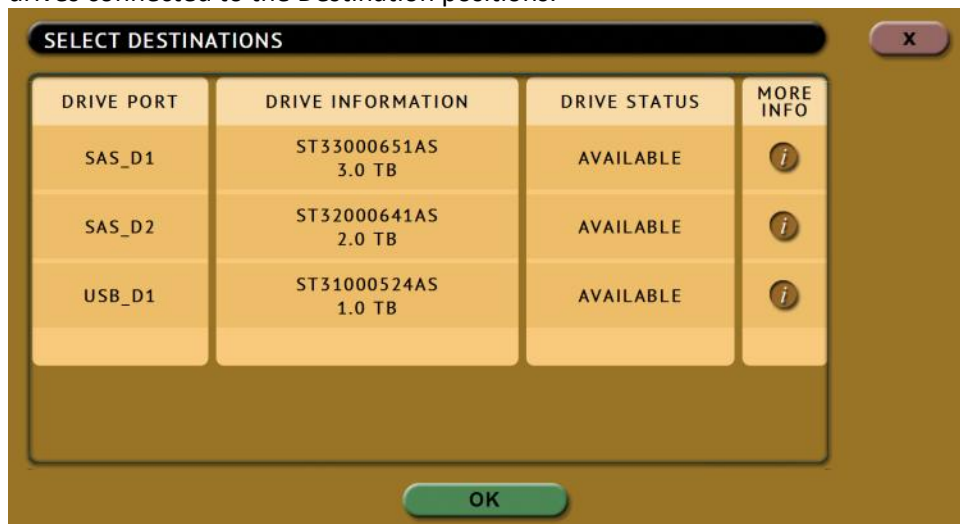 drives connected to the Destination positions.
SELECT DESTINATIONS
X
DRIVE PORT DRIVE INFORMATION DRIVE STATUS MORE INFO
SAS_D1 ST33000651AS 3.0 TB AVAILABLE i
SAS_D2 ST32000641AS 2.0 TB AVAILABLE i
USB_D1 ST31000524AS 1.0 TB AVAILABLE i
OK